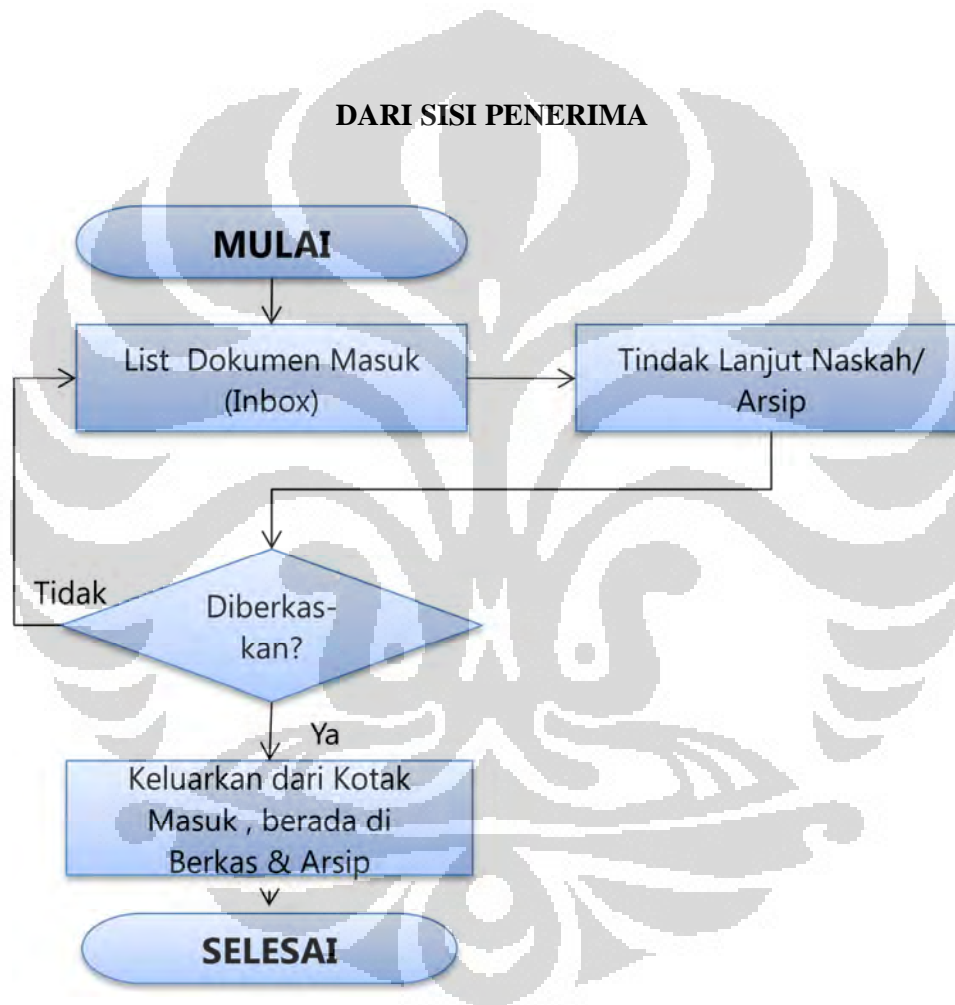 DARI SISI PENERIMA
MULAI
List Dokumen Masuk
(Inbox)
Tindak Lanjut Naskah/
Arsip
Tidak
Diberkas-
kan?
Ya
Keluarkan dari Kotak
Masuk , berada di
Berkas & Arsip
SELESAI